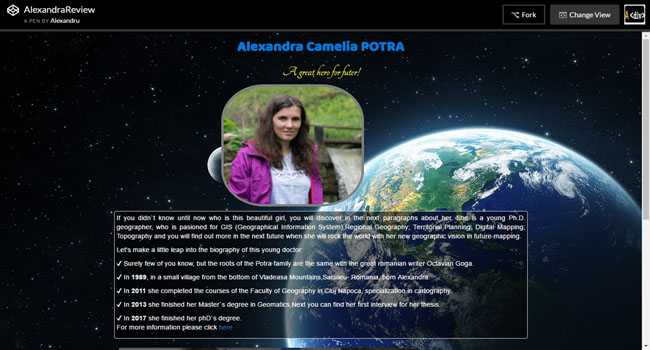 AlexandraReview
A PEN BY Alexandru
Fork
Change View
Alexandra Camelia POTRA
A great hero for futer!
If you didn`t know until now who is this beautiful girl, you will discover in the next paragraphs about her. She is a young Ph.D.
geographer, who is pasioned for GIS (Geographical Information System),Regional Geography, Territorial Planning, Digital Mapping,
Topography and you will find out more in the next future when she will rock the world with her new geographic vision in future-mapping.
Let's make a little leap into the biography of this young doctor:
✓ Surely few of you know, but the roots of the Potra family are the same with the great romanian writer Octavian Goga.
✓ In 1989, in a small village from the bottom of Vladeasa Mountains,Sacuieu- Romania, born Alexandra
✓ In 2011 she completed the courses of the Faculty of Geography in Cluj Napoca, specialization in cartography.
✓ In 2013 she finished her Master`s degree in Geomatics.Next you can find her first interview for her thesis.
✓ In 2017 she finished her phD`s degree.
For more information please click here